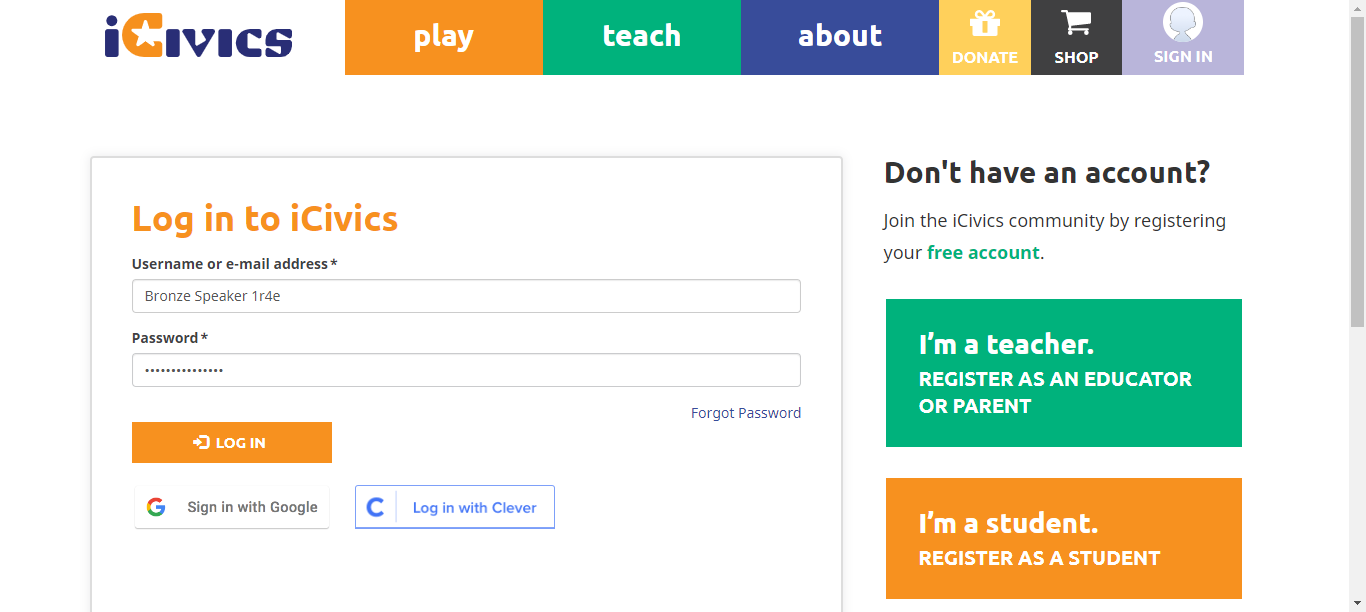 iCivics
play
teach
about
DONATE
SHOP
SIGN IN
Log in to iCivics
Username or e-mail address*
Bronze Speaker 1r4e
Password*
•••••••••••••••
Forgot Password
LOG IN
Sign in with Google
Log in with Clever
Don't have an account?
Join the iCivics community by registering
your free account.
I’m a teacher.
REGISTER AS AN EDUCATOR
OR PARENT
I’m a student.
REGISTER AS A STUDENT